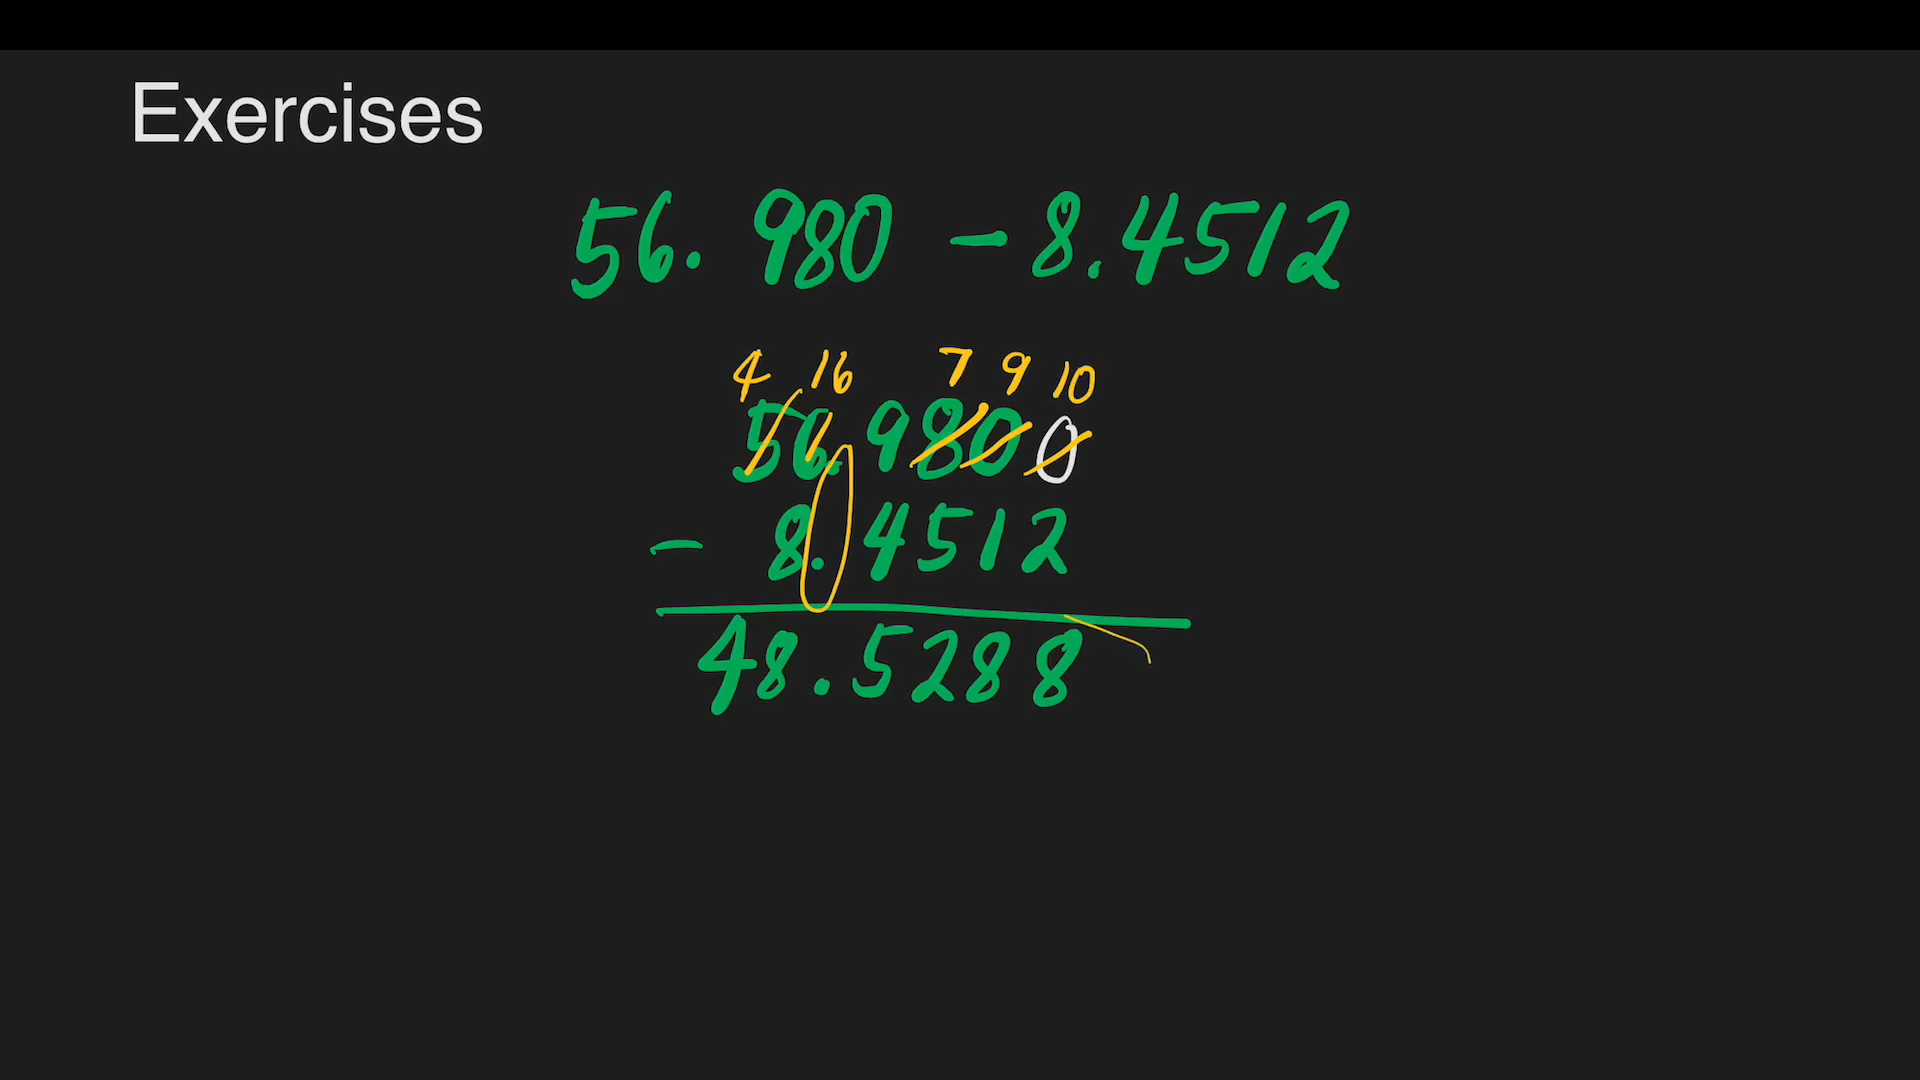 Exercises
56.980 - 8.4512
4 16 7 9 10
56.9800
- 8.4512
48.5288